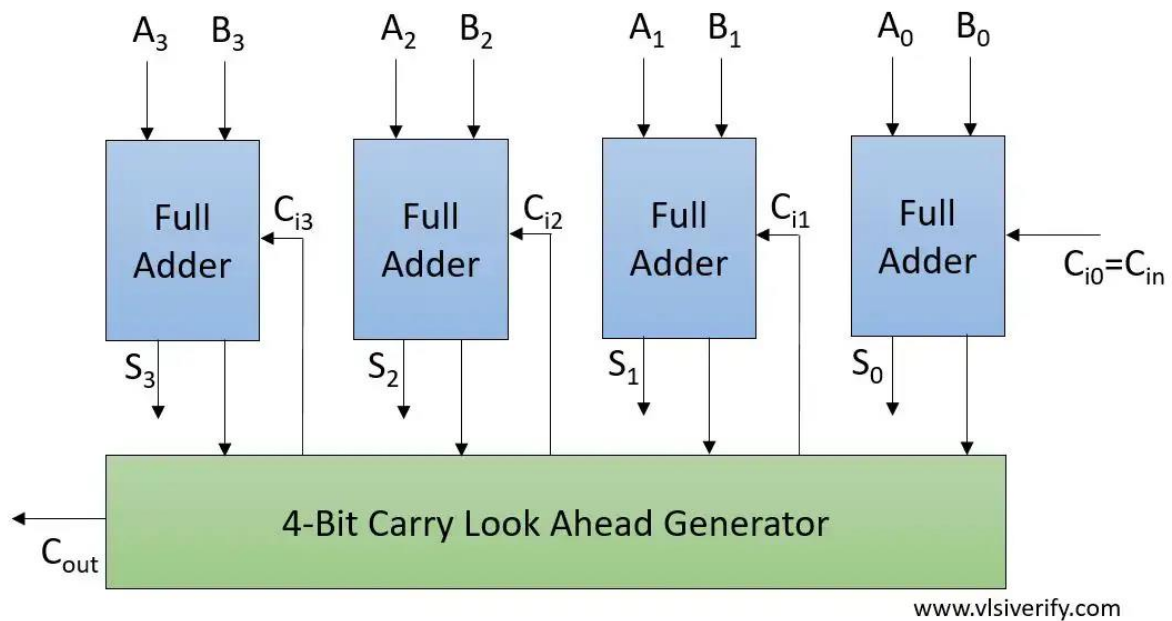 A₃ B₃ A₂ B₂ A₁ B₁ A₀ B₀
Full Adder
Cᵢ₃
Full Adder
Cᵢ₂
Full Adder
Cᵢ₁
Full Adder
Cᵢ₀=Cᵢₙ
S₃
S₂
S₁
S₀
4-Bit Carry Look Ahead Generator
Cₒᵤₜ
www.vlsiverify.com